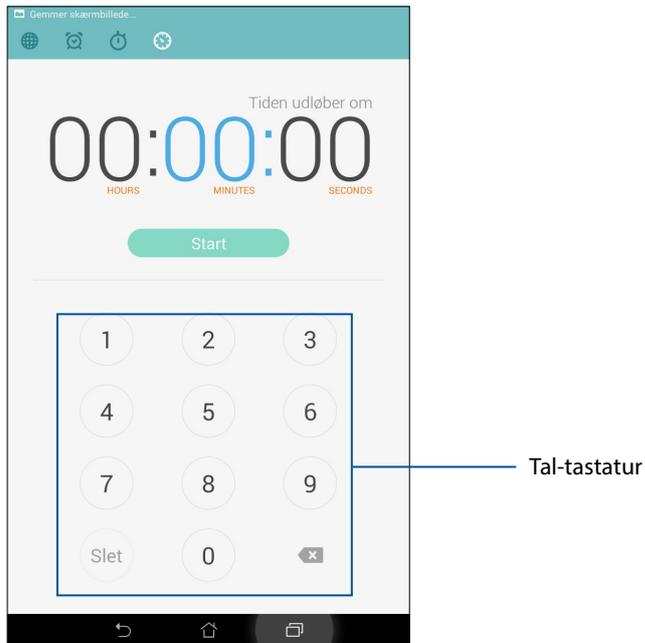 Gemmer skærmbillede...
Tiden udløber om
00:00:00
HOURS MINUTES SECONDS
Start
1 2 3
4 5 6
Tal-tastatur
7 8 9
Slet 0